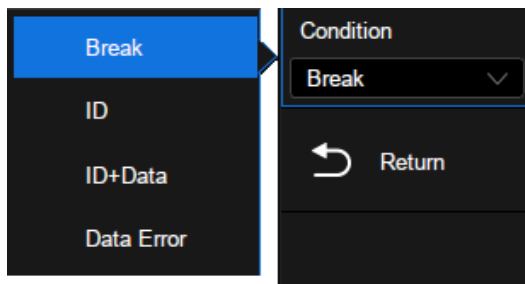 Break
ID
ID+Data
Data Error
Condition
Break
Return